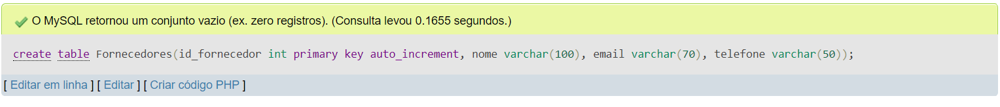 O MySQL retornou um conjunto vazio (ex. zero registros). (Consulta levou 0.1655 segundos.)
create table Fornecedores(id_fornecedor int primary key auto_increment, nome varchar(100), email varchar(70), telefone varchar(50));
[ Editar em linha ] [ Editar ] [ Criar código PHP ]